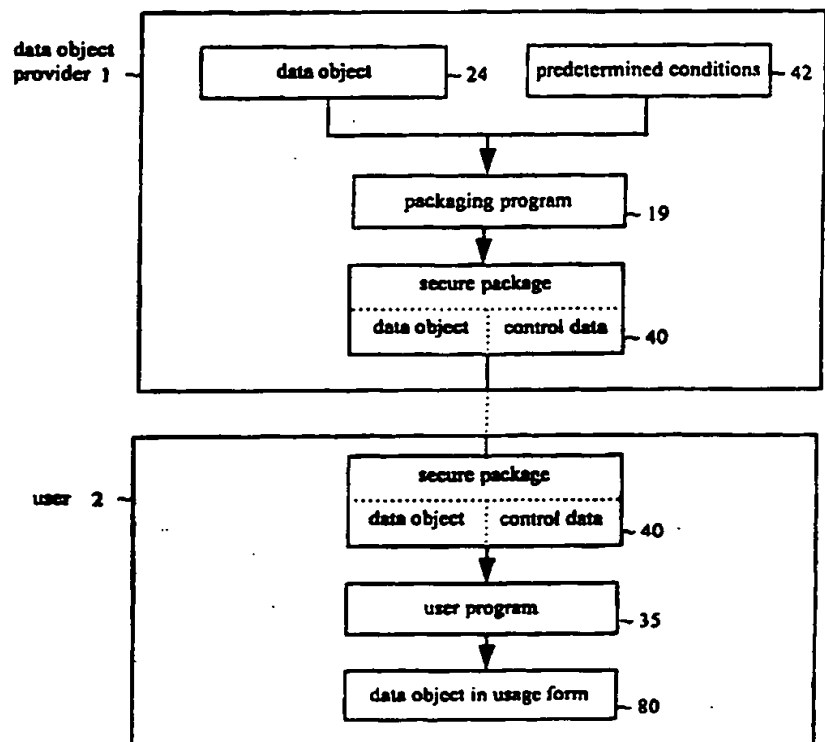 data object
provider 1
data object
24
predetermined conditions
42
packaging program
19
secure package
data object
control data
40
user 2
secure package
data object
control data
40
user program
35
data object in usage form
80